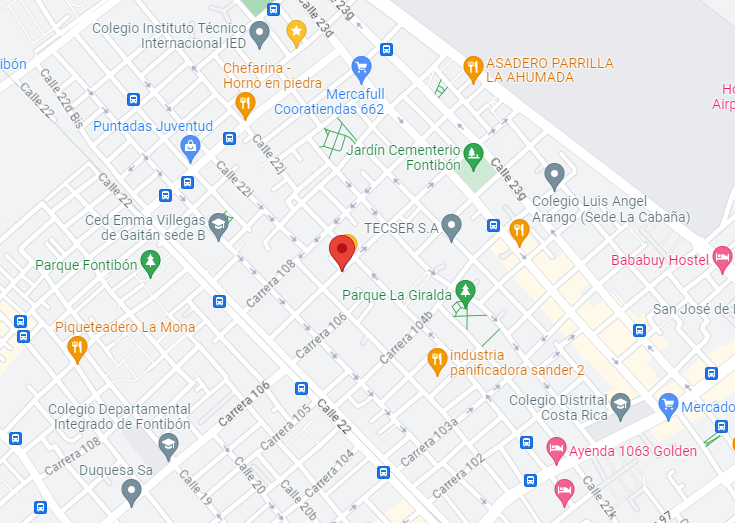 Calle 23g
Calle 23d
Colegio Instituto Técnico
Internacional IED
ASADERO PARRILLA
LA AHUMADA
ibón
Chefarina -
Horno en piedra
Mercafull
Cooratiendas 662
Ho
Airp
Calle 22d Bis
Calle 22
Puntadas Juventud
Calle 22j
Jardín Cementerio
Fontibón
Calle 23g
Calle 22i
Calle 22
Colegio Luis Angel
Arango (Sede La Cabaña)
Ced Emma Villegas
de Gaitán sede B
TECSER S.A
Parque Fontibón
Carrera 108
Bababuy Hostel
Parque La Giralda
San José de
Piqueteadero La Mona
Carrera 106
Carrera 104b
industria
panificadora sander 2
Carrera 106
Colegio Distrital
Costa Rica
Mercado
Colegio Departamental
Integrado de Fontibón
Carrera 105
Calle 22
Carrera 103a
Carrera 108
Ayenda 1063 Golden
Carrera 104
Carrera 102
Duquesa Sa
Calle 19
Calle 20
Calle 20b
Calle 22k
97